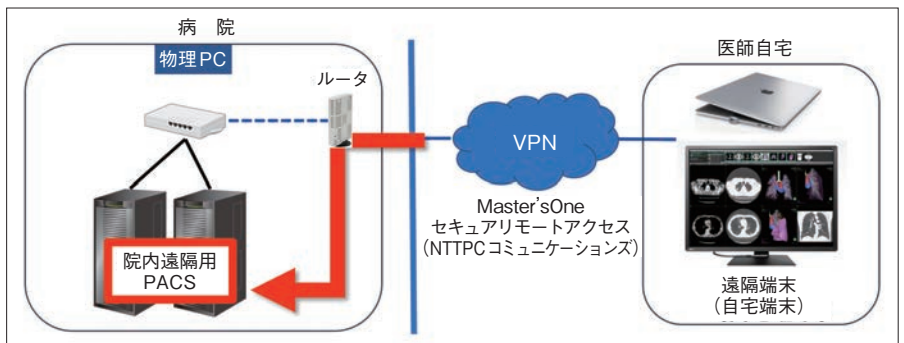 病 院
物理PC
ルータ
院内遠隔用
PACS
VPN
Master'sOne
セキュリモートアクセス
(NTTPCコミュニケーションズ)
医師自宅
遠隔端末
(自宅端末)